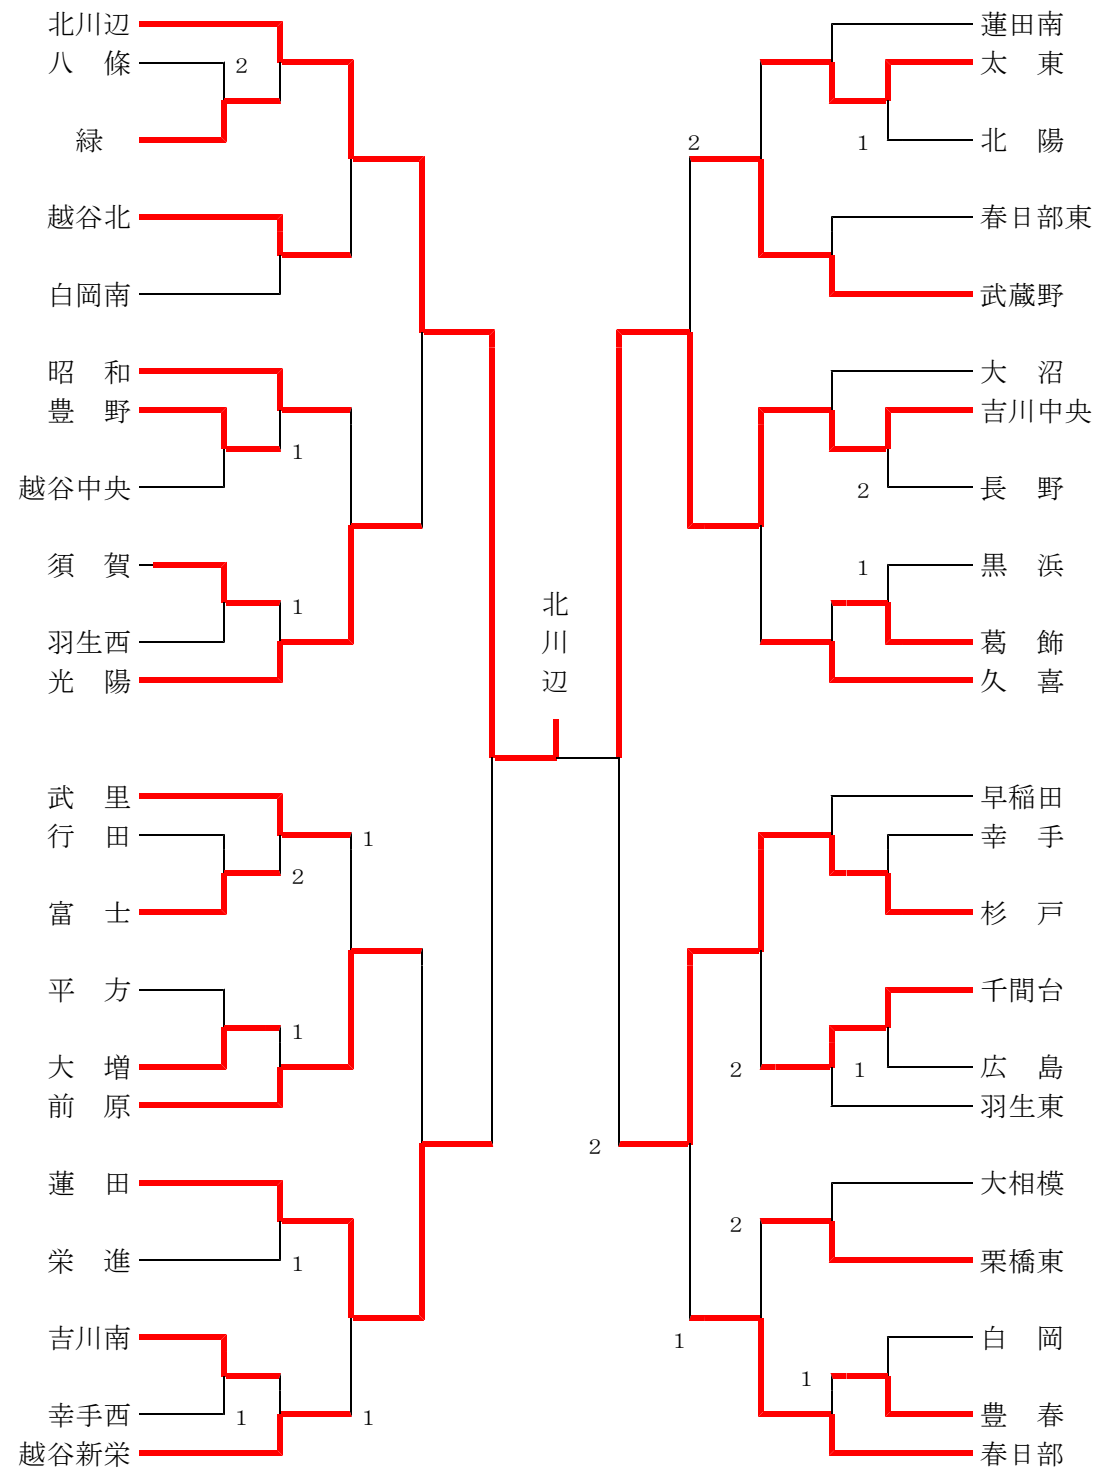 北川辺
八　條
2
緑
越谷北
白岡南
昭　和
豊　野
1
越谷中央
須　賀
1
羽生西
光　陽
武　里
行　田
1
2
富　士
平　方
1
大　増
前　原
蓮　田
栄　進
1
吉川南
幸手西
1
1
越谷新栄
北
川
辺
蓮田南
太　東
2
1
北　陽
春日部東
武蔵野
大　沼
吉川中央
2
長　野
1
黒　浜
葛　飾
久　喜
早稲田
幸　手
杉　戸
千間台
2
1
広　島
羽生東
2
大相模
2
栗橋東
1
白　岡
1
豊　春
春日部